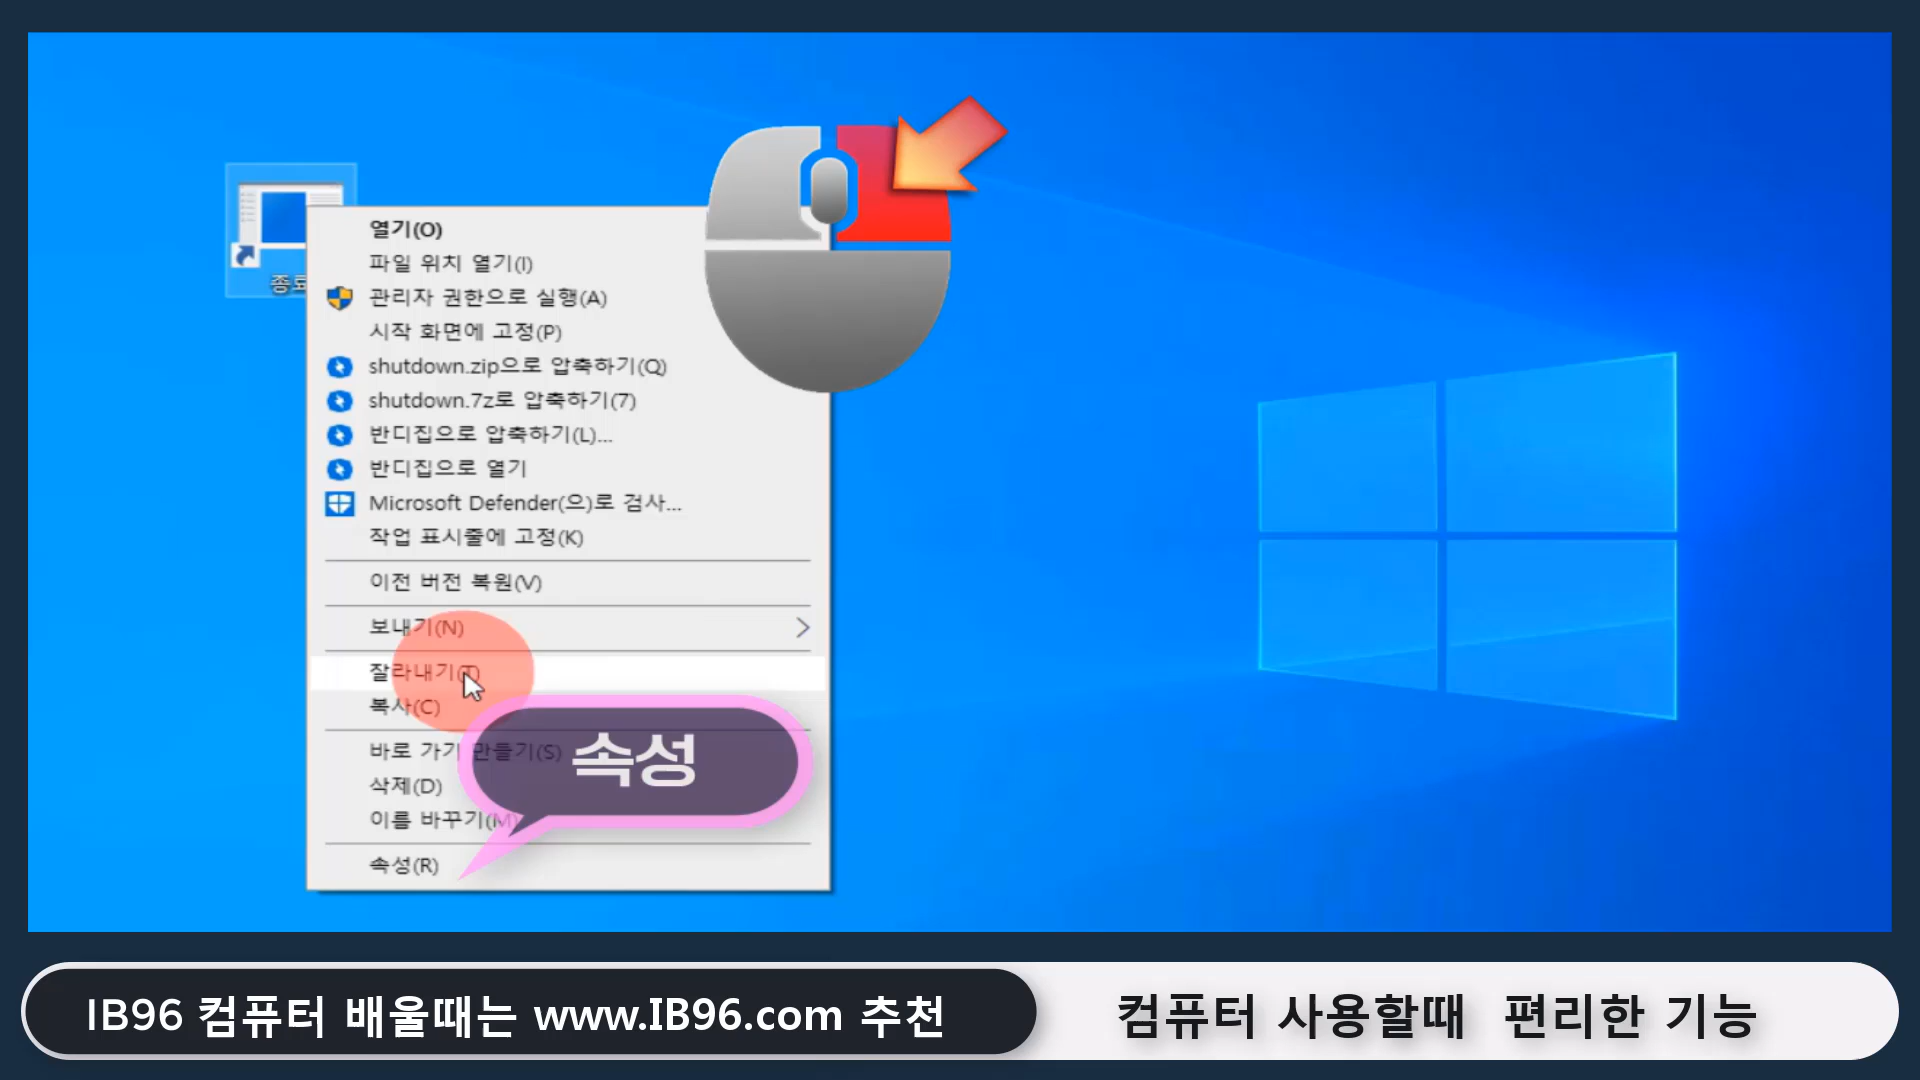 종료
열기(O)
파일 위치 열기(I)
관리자 권한으로 실행(A)
시작 화면에 고정(P)
shutdown.zip으로 압축하기(Q)
shutdown.7z로 압축하기(7)
반디집으로 압축하기(L)...
반디집으로 열기
Microsoft Defender(으)로 검사...
작업 표시줄에 고정(K)
이전 버전 복원(V)
보내기(N)
잘라내기(T)
복사(C)
바로 가기 만들기(S)
속성
삭제(D)
이름 바꾸기(M)
속성(R)
IB96 컴퓨터 배울때는 www.IB96.com 추천
컴퓨터 사용할때 편리한 기능